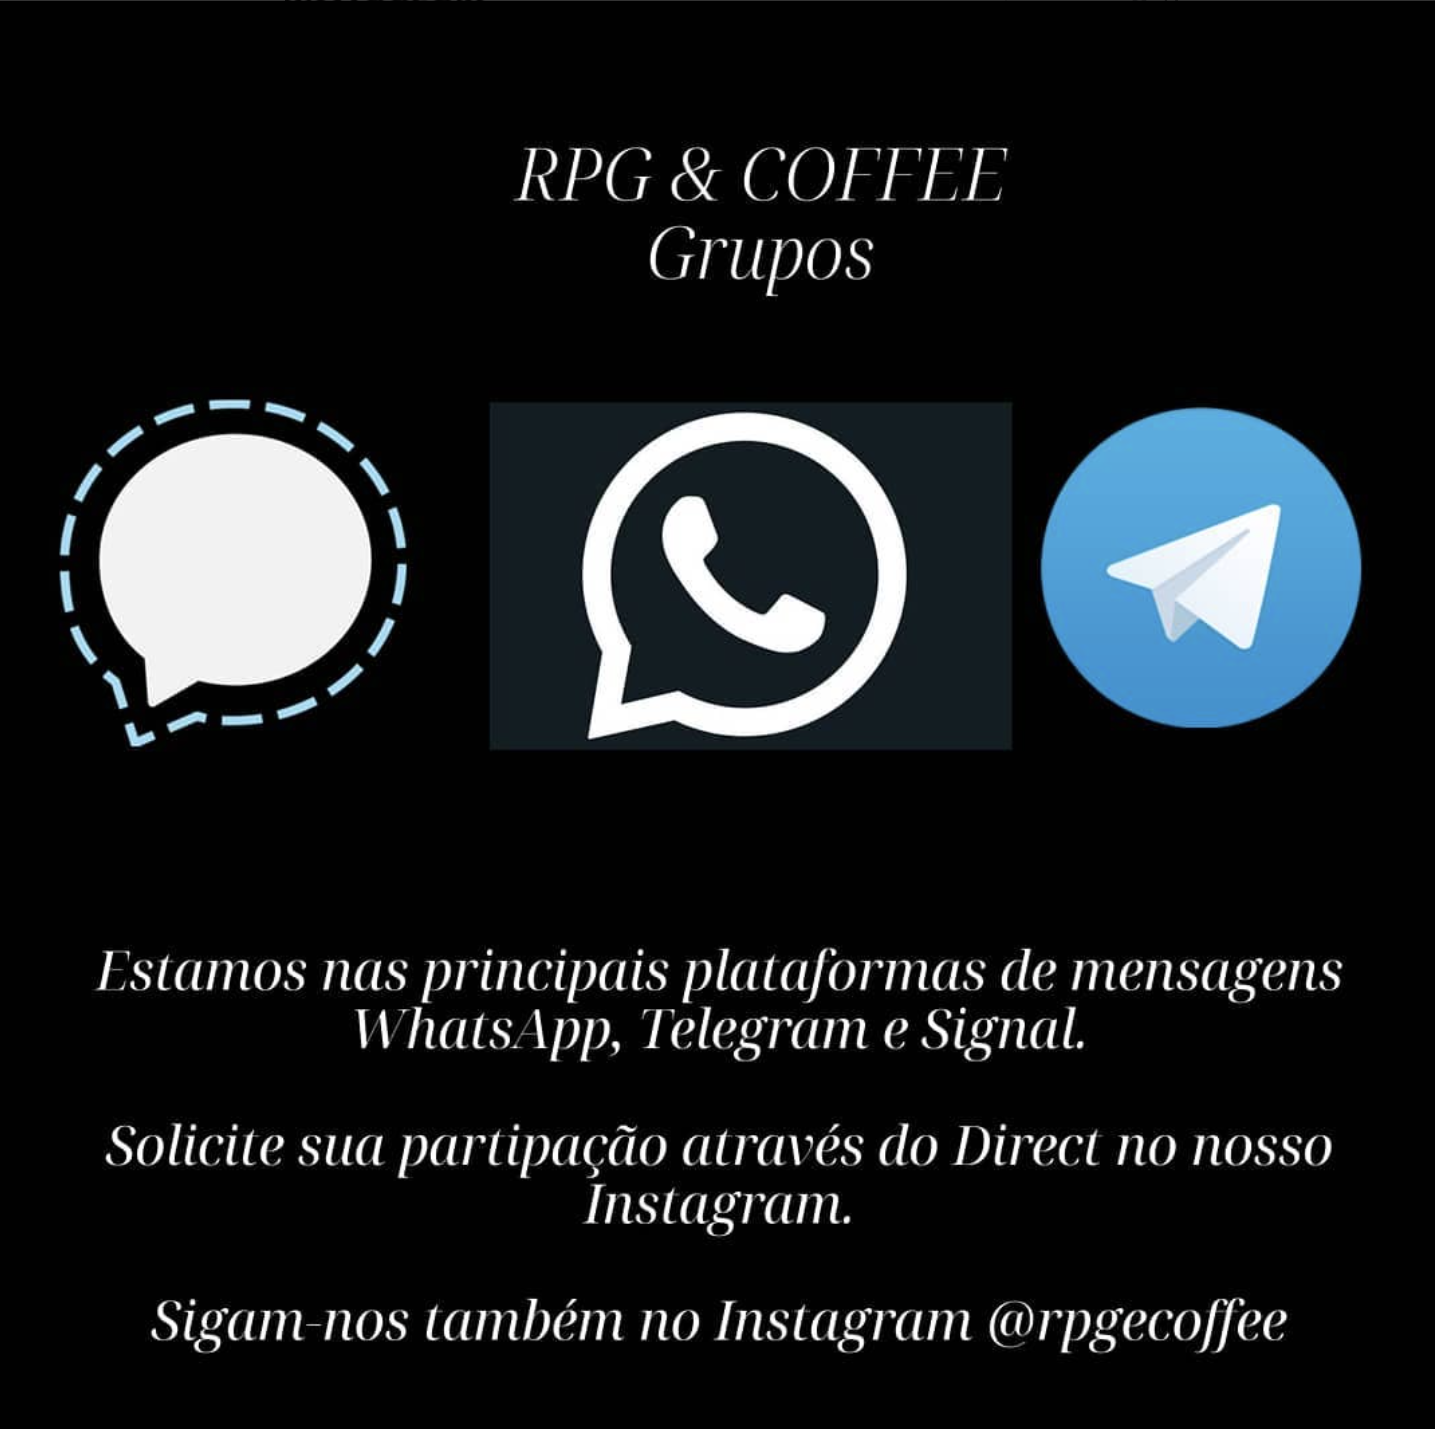 RPG & COFFEE
Grupos
Estamos nas principais plataformas de mensagens
WhatsApp, Telegram e Signal.
Solicite sua partipação através do Direct no nosso
Instagram.
Sigam-nos também no Instagram @rpgecoffee